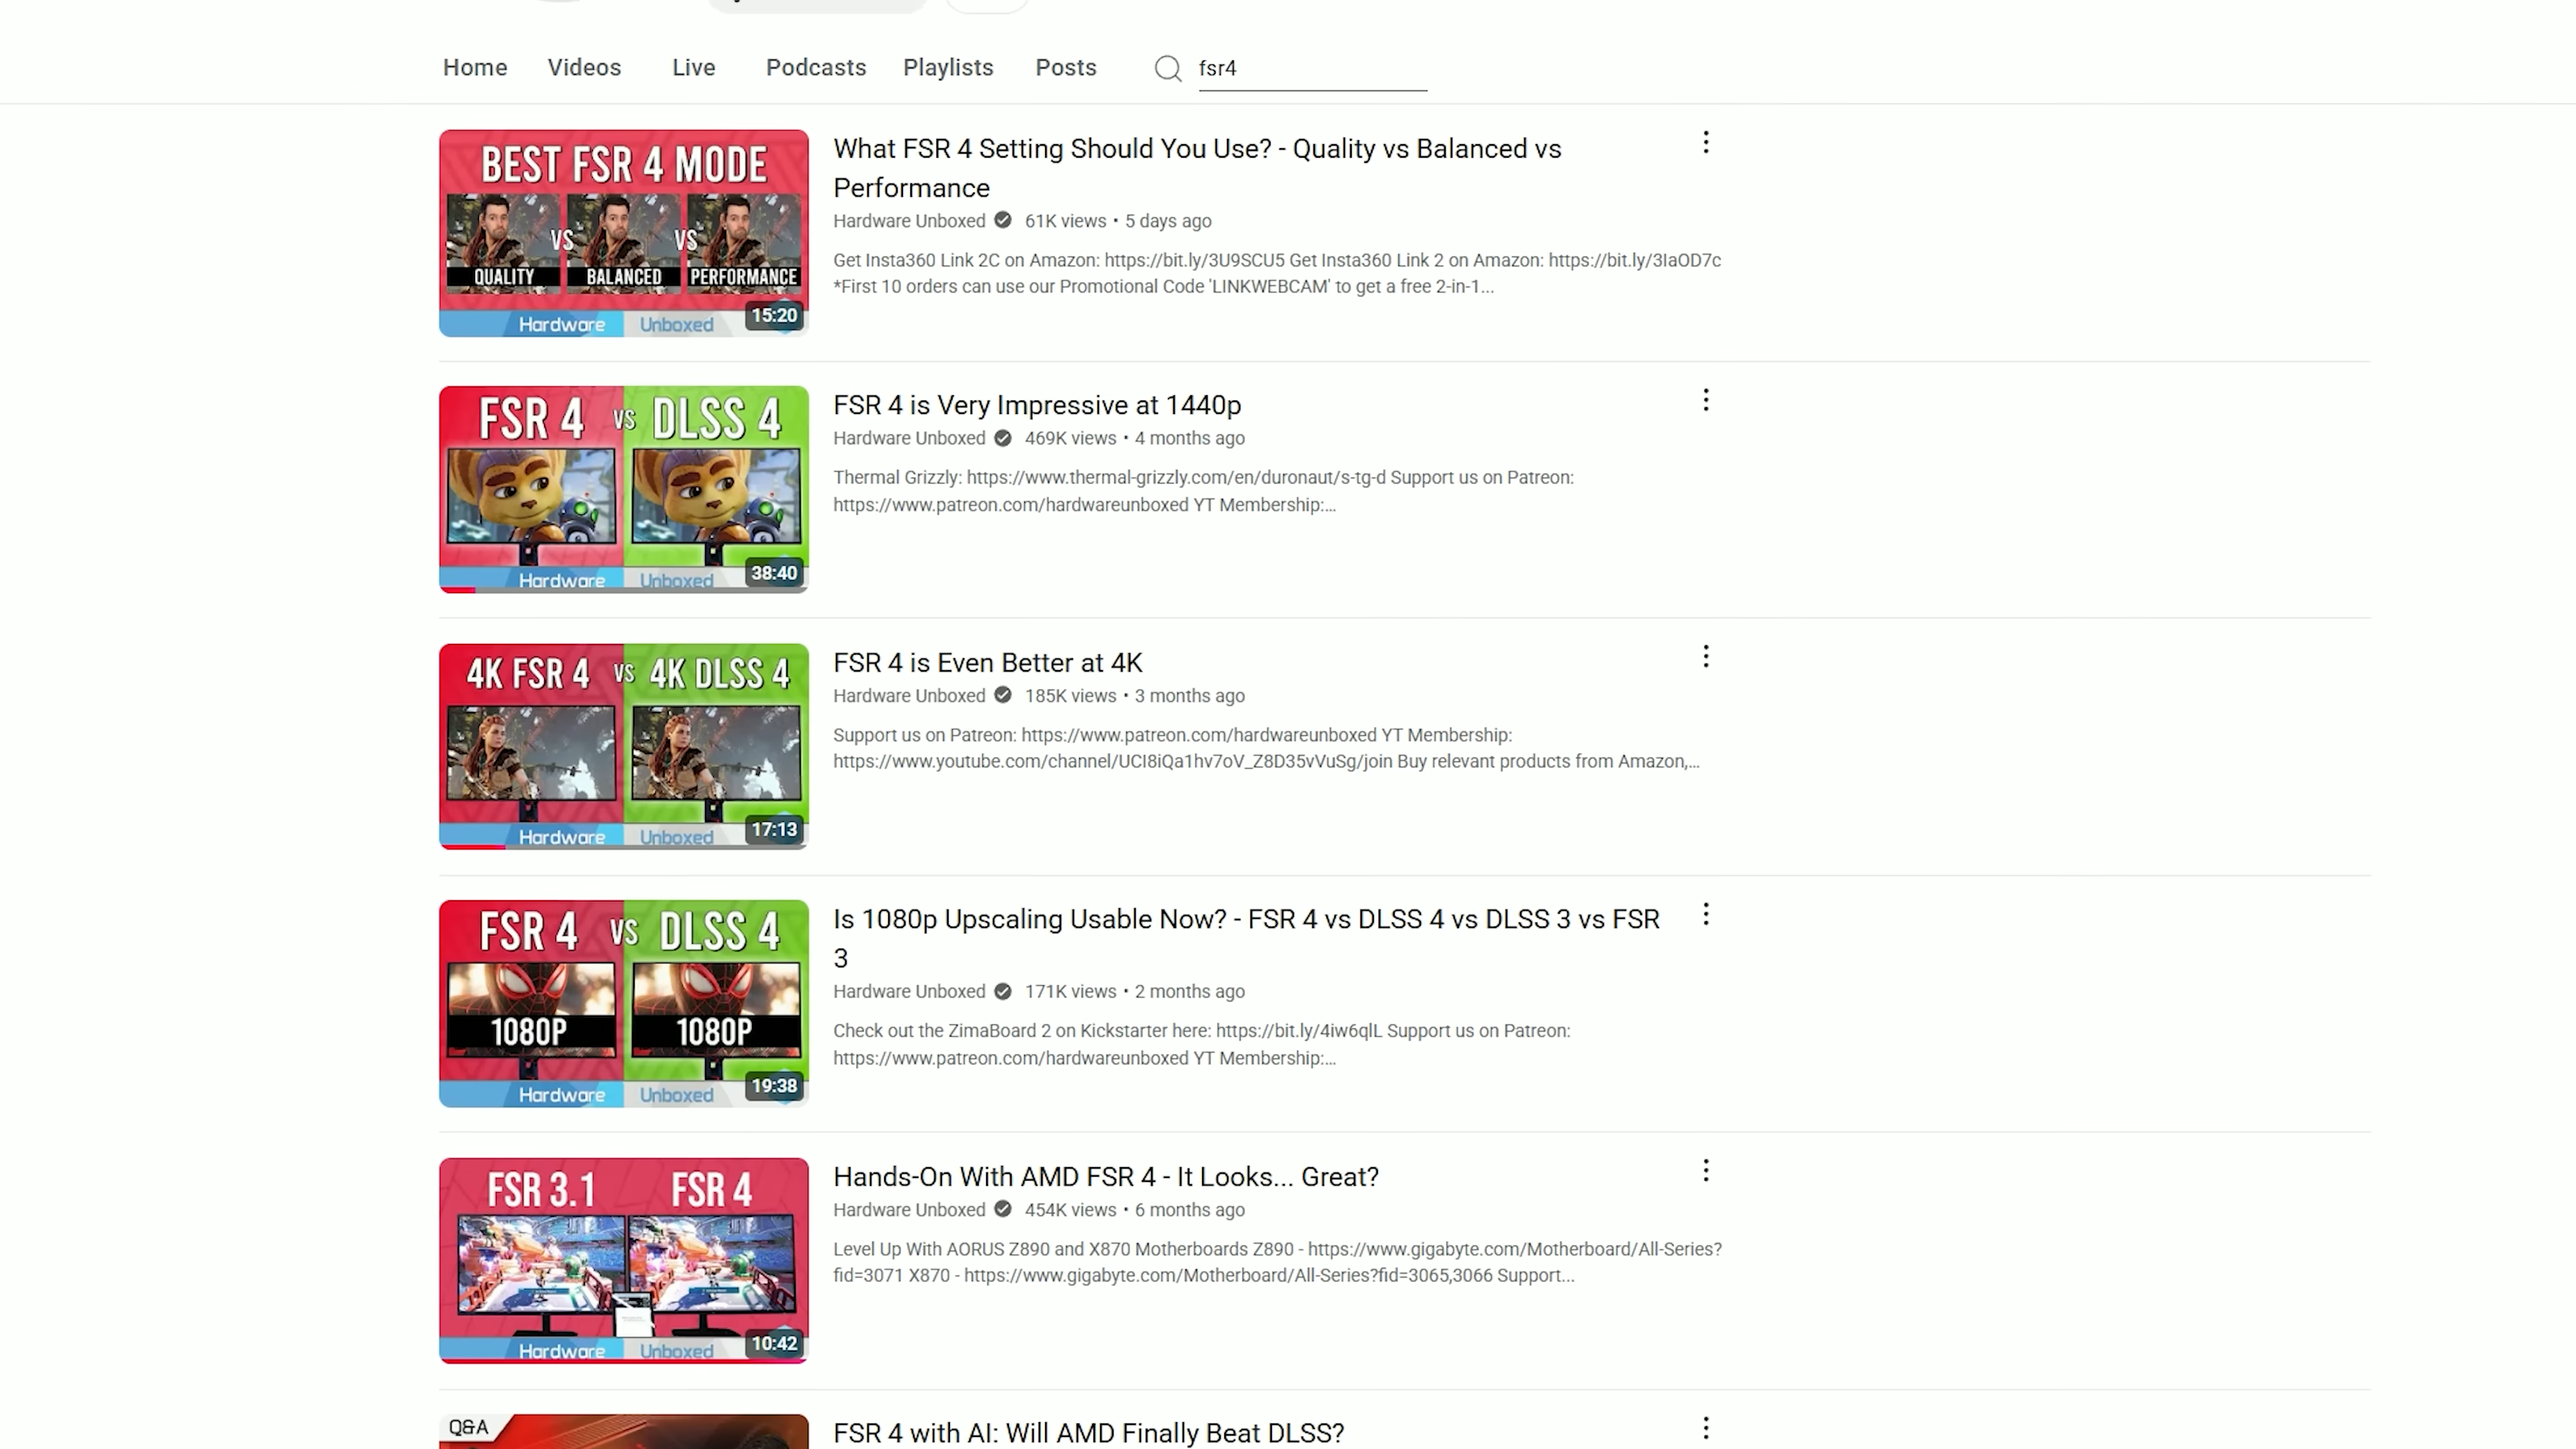 Home Videos Live Podcasts Playlists Posts fsr4
BEST FSR 4 MODE
VS VS
QUALITY BALANCED PERFORMANCE
Hardware Unboxed 15:20
What FSR 4 Setting Should You Use? - Quality vs Balanced vs
Performance
Hardware Unboxed 61K views • 5 days ago
Get Insta360 Link 2C on Amazon: https://bit.ly/3U9SCU5 Get Insta360 Link 2 on Amazon: https://bit.ly/3IaOD7c
*First 10 orders can use our Promotional Code 'LINKWEBCAM' to get a free 2-in-1...
FSR 4 VS DLSS 4
Hardware Unboxed 38:40
FSR 4 is Very Impressive at 1440p
Hardware Unboxed 469K views • 4 months ago
Thermal Grizzly: https://www.thermal-grizzly.com/en/duronaut/s-tg-d Support us on Patreon:
https://www.patreon.com/hardwareunboxed YT Membership:...
4K FSR 4 VS 4K DLSS 4
Hardware Unboxed 17:13
FSR 4 is Even Better at 4K
Hardware Unboxed 185K views • 3 months ago
Support us on Patreon: https://www.patreon.com/hardwareunboxed YT Membership:
https://www.youtube.com/channel/UCI8iQa1hv7oV_Z8D35vVuSg/join Buy relevant products from Amazon,...
FSR 4 VS DLSS 4
1080P 1080P
Hardware Unboxed 19:38
Is 1080p Upscaling Usable Now? - FSR 4 vs DLSS 4 vs DLSS 3 vs FSR
3
Hardware Unboxed 171K views • 2 months ago
Check out the ZimaBoard 2 on Kickstarter here: https://bit.ly/4iw6qlL Support us on Patreon:
https://www.patreon.com/hardwareunboxed YT Membership:...
FSR 3.1 FSR 4
Hardware Unboxed 10:42
Hands-On With AMD FSR 4 - It Looks... Great?
Hardware Unboxed 454K views • 6 months ago
Level Up With AORUS Z890 and X870 Motherboards Z890 - https://www.gigabyte.com/Motherboard/All-Series?
fid=3071 X870 - https://www.gigabyte.com/Motherboard/All-Series?fid=3065,3066 Support...
Q&A
FSR 4 with AI: Will AMD Finally Beat DLSS?